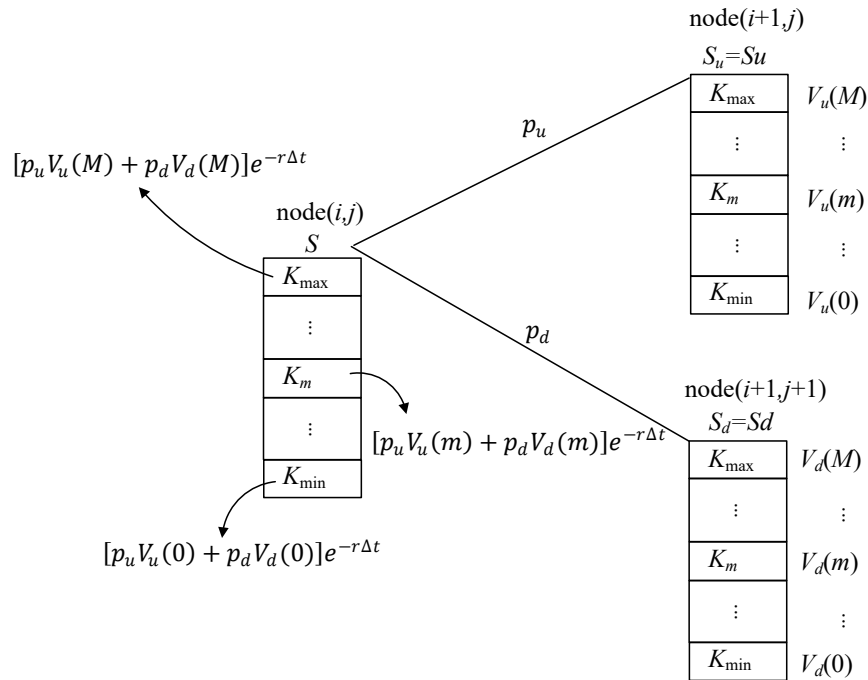 node(i+1,j)
S_u=Su
K_max V_u(M)
⋮ ⋮
K_m V_u(m)
⋮ ⋮
K_min V_u(0)
p_u
[p_u V_u(M) + p_d V_d(M)]e^{-rΔt}
node(i,j)
S
K_max
⋮
K_m
⋮
K_min
[p_u V_u(m) + p_d V_d(m)]e^{-rΔt}
[p_u V_u(0) + p_d V_d(0)]e^{-rΔt}
p_d
node(i+1,j+1)
S_d=Sd
K_max V_d(M)
⋮ ⋮
K_m V_d(m)
⋮ ⋮
K_min V_d(0)